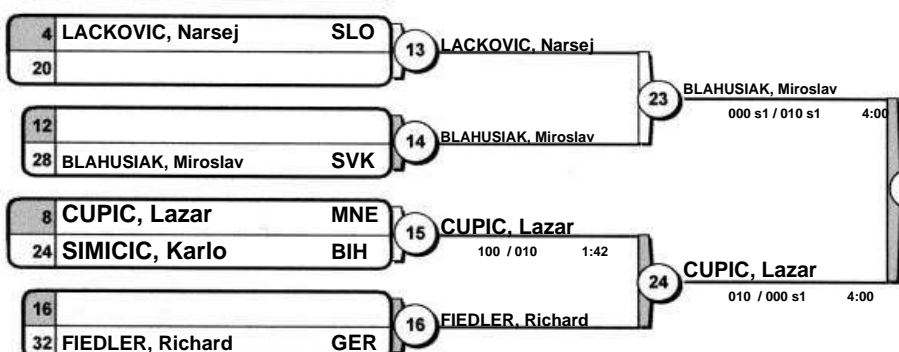 4 LACKOVIC, Narsej SLO
20
13 LACKOVIC, Narsej
12
28 BLAHUSIAK, Miroslav SVK
14 BLAHUSIAK, Miroslav
23 BLAHUSIAK, Miroslav
000 s1 / 010 s1 4:00
8 CUPIC, Lazar MNE
24 SIMICIC, Karlo BIH
15 CUPIC, Lazar
100 / 010 1:42
16
32 FIEDLER, Richard GER
16 FIEDLER, Richard
24 CUPIC, Lazar
010 / 000 s1 4:00